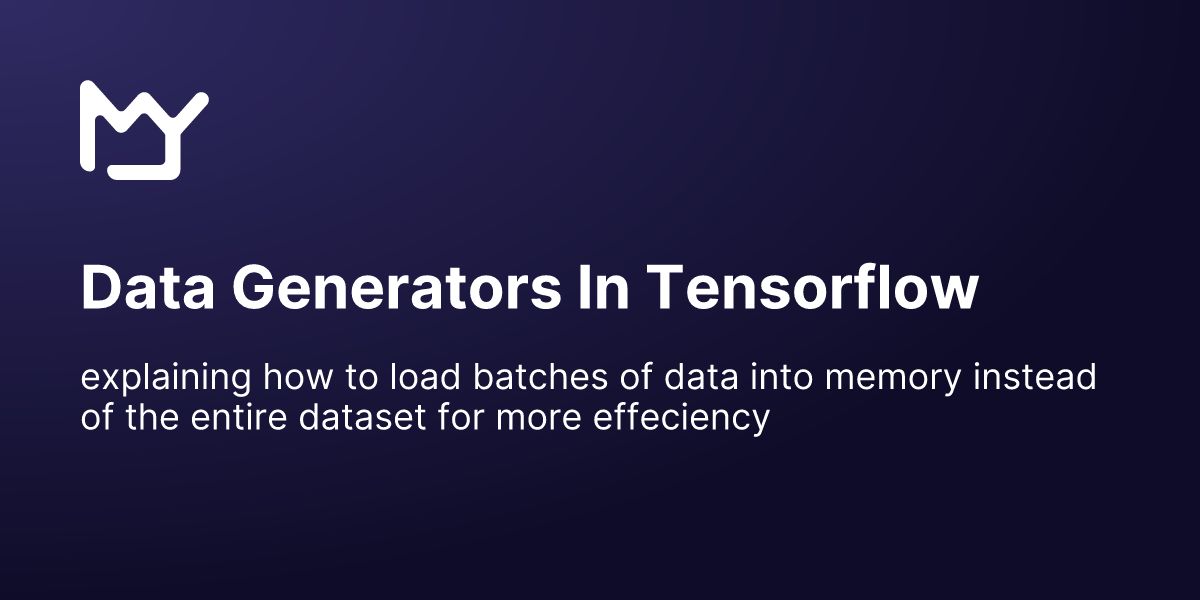 Data Generators In Tensorflow
explaining how to load batches of data into memory instead
of the entire dataset for more effeciency